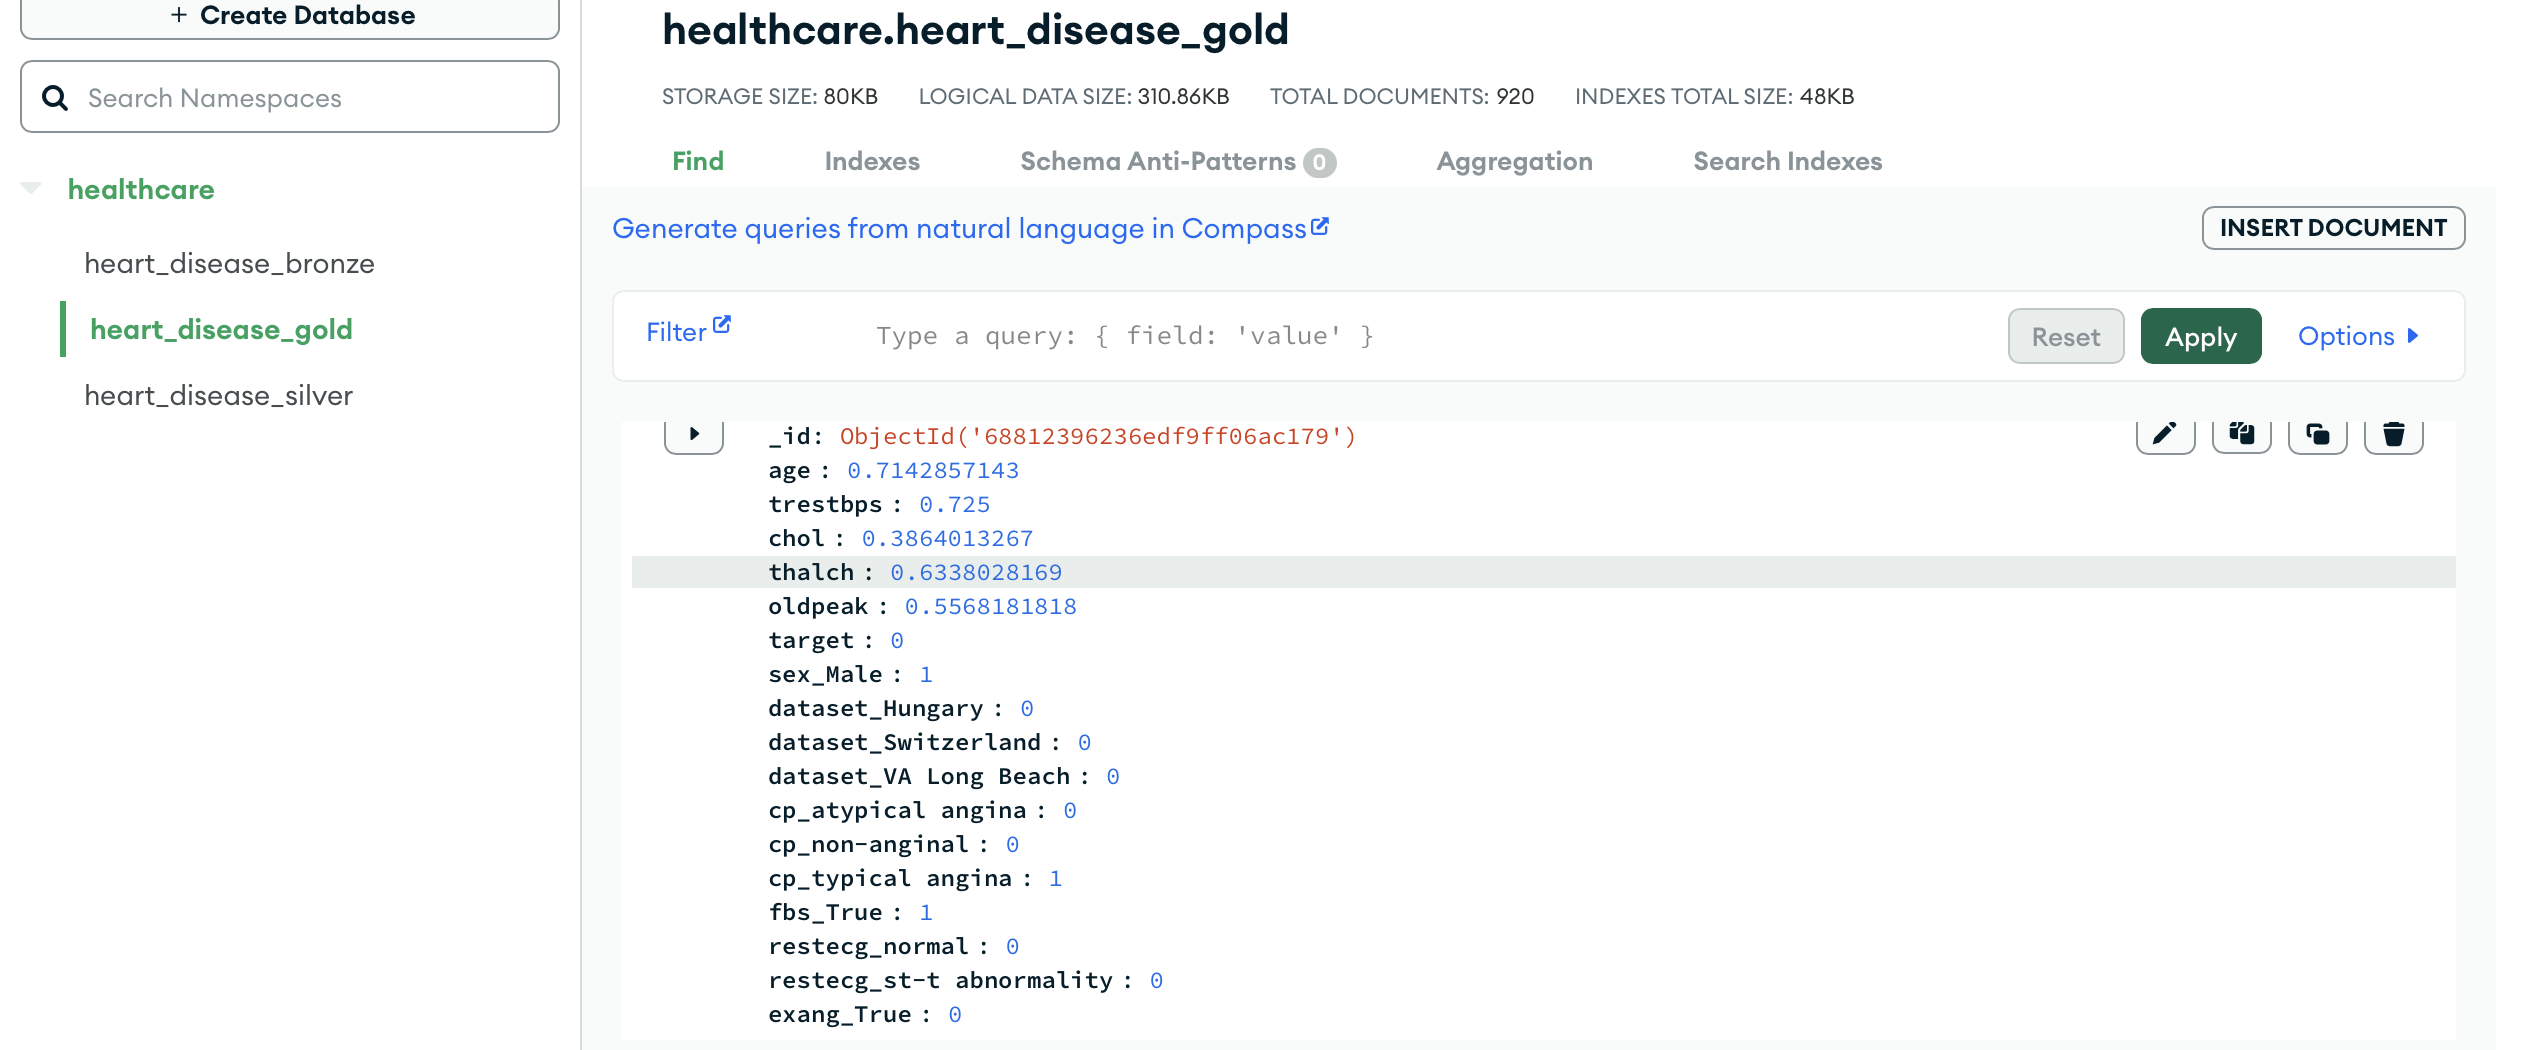 + Create Database
Search Namespaces
healthcare
heart_disease_bronze
heart_disease_gold
heart_disease_silver
healthcare.heart_disease_gold
STORAGE SIZE: 80KB LOGICAL DATA SIZE: 310.86KB TOTAL DOCUMENTS: 920 INDEXES TOTAL SIZE: 48KB
Find Indexes Schema Anti-Patterns 0 Aggregation Search Indexes
Generate queries from natural language in Compass
INSERT DOCUMENT
Filter Type a query: { field: 'value' } Reset Apply Options
_id: ObjectId('68812396236edf9ff06ac179')
age : 0.7142857143
trestbps : 0.725
chol : 0.3864013267
thalch : 0.6338028169
oldpeak : 0.5568181818
target : 0
sex_Male : 1
dataset_Hungary : 0
dataset_Switzerland : 0
dataset_VA Long Beach : 0
cp_atypical angina : 0
cp_non-anginal : 0
cp_typical angina : 1
fbs_True : 1
restecg_normal : 0
restecg_st-t abnormality : 0
exang_True : 0